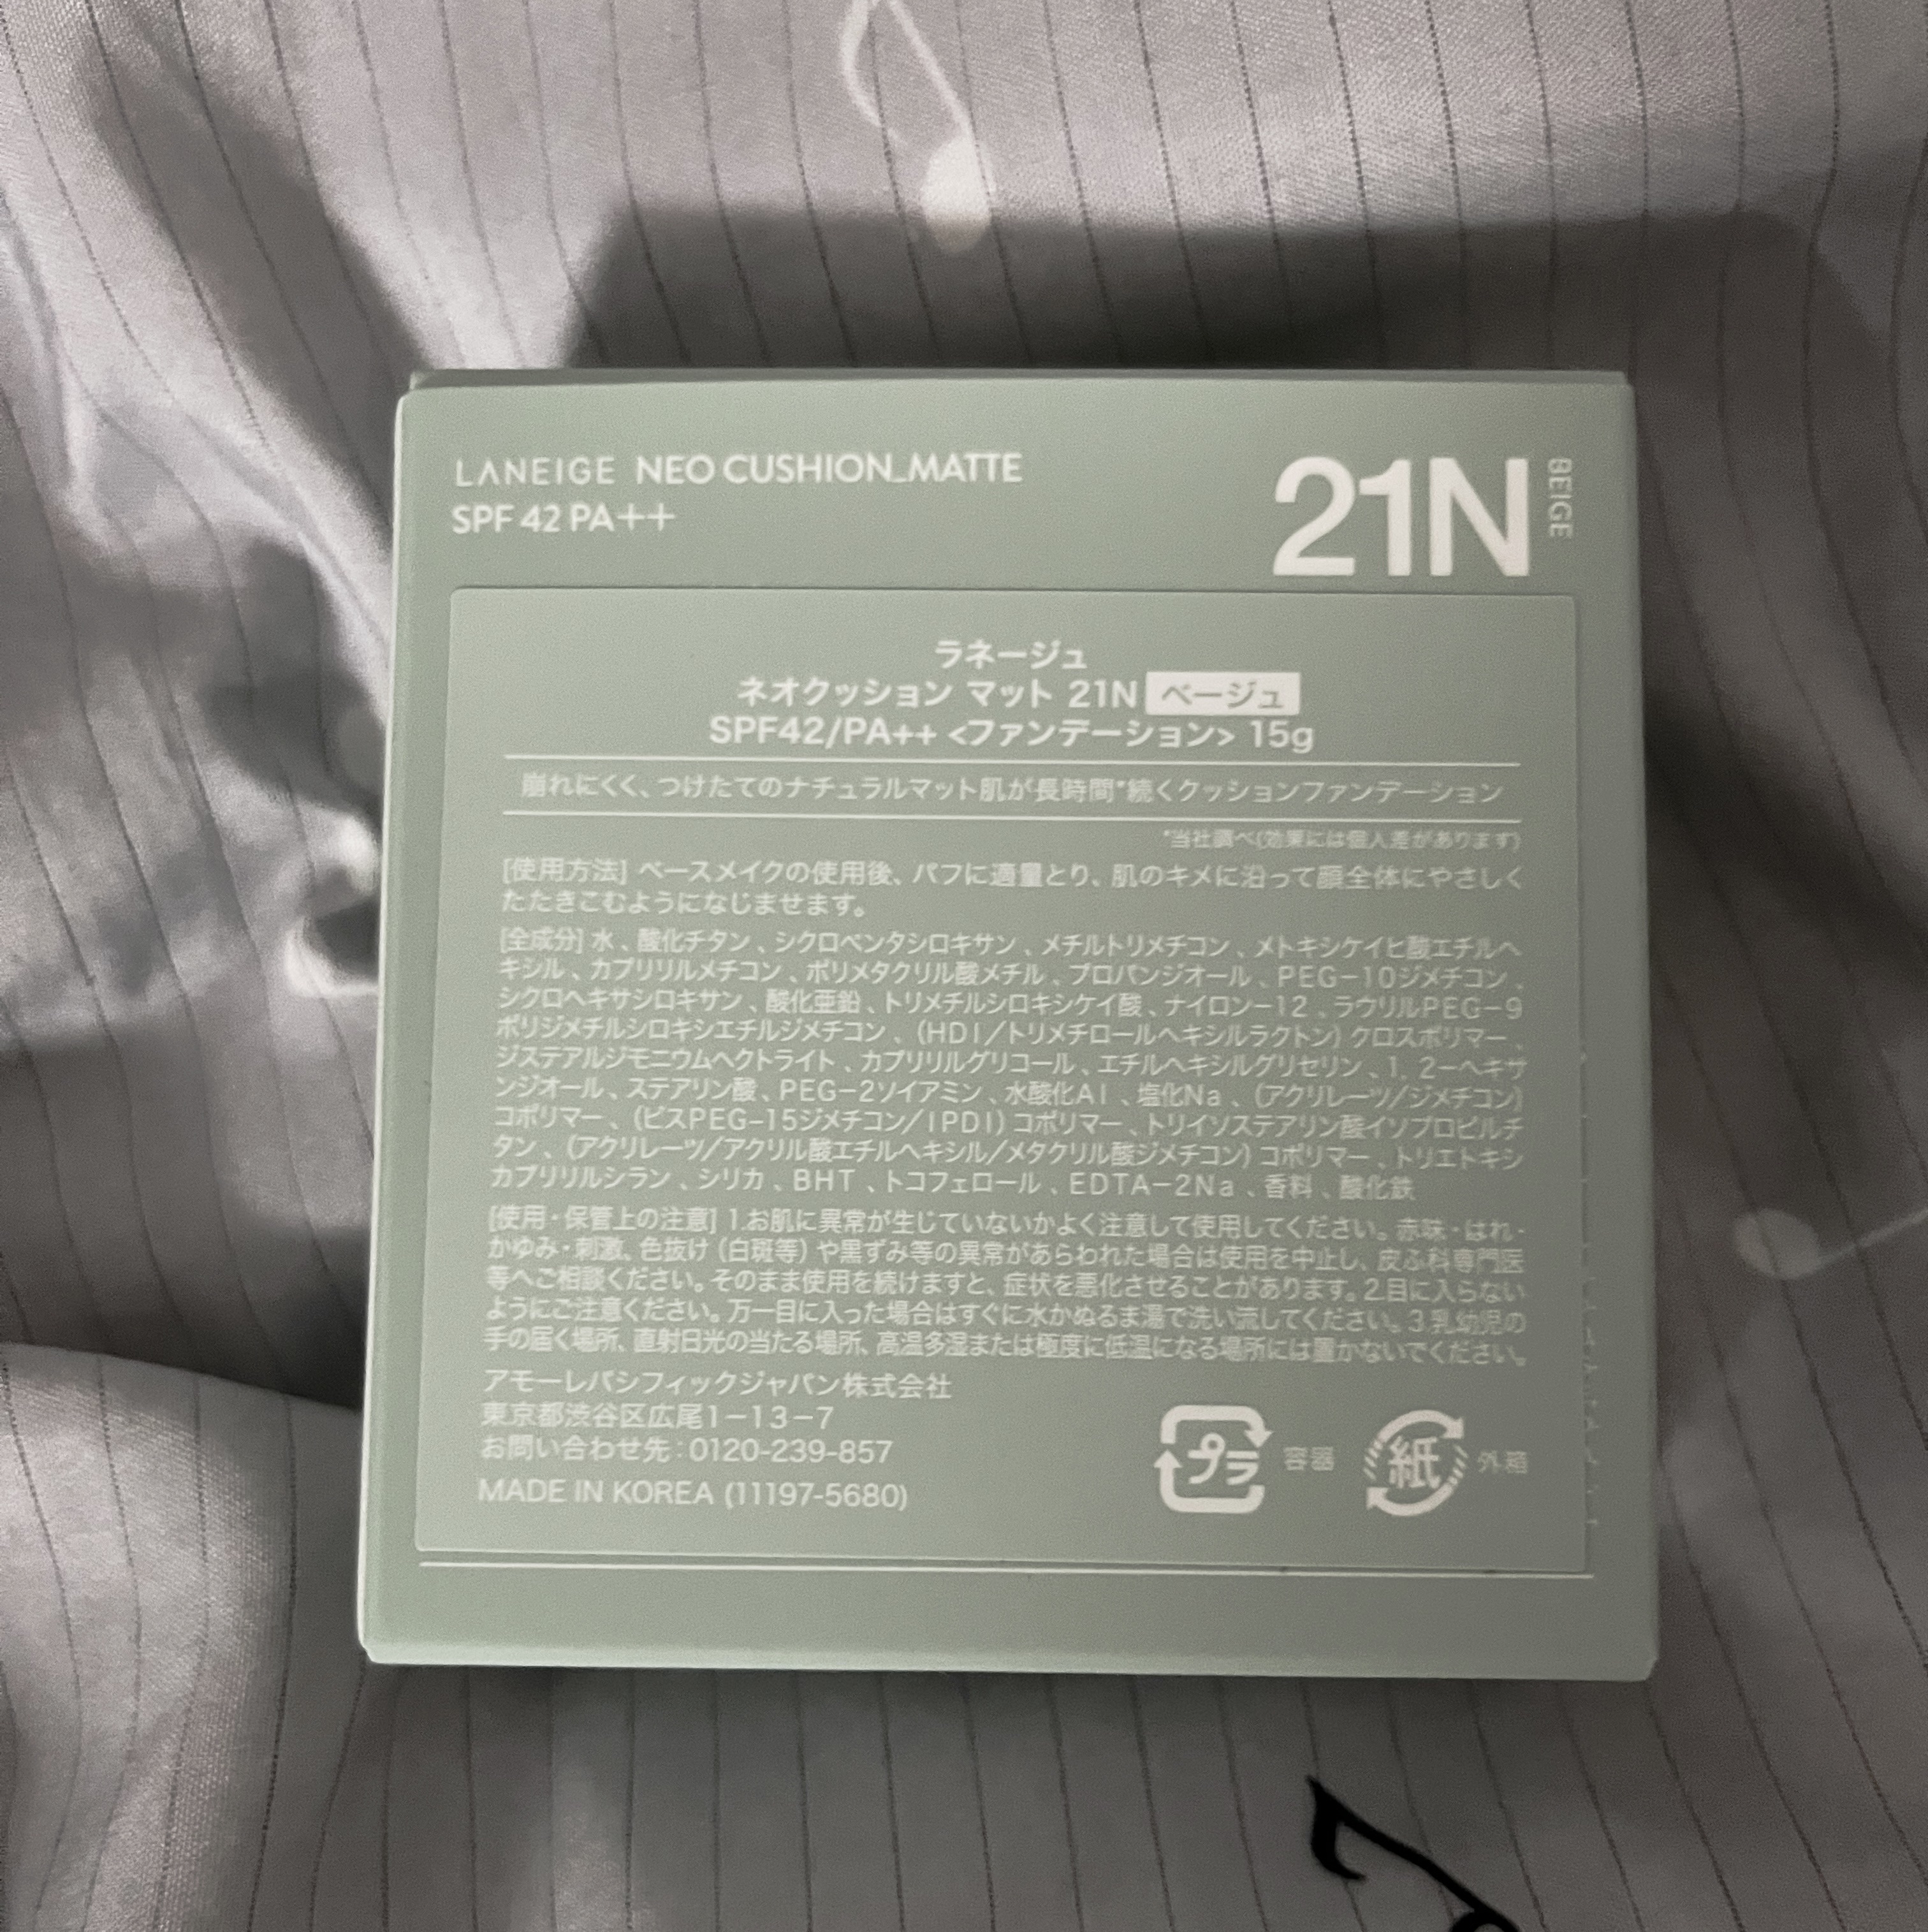 LANEIGE NEO CUSHION_MATTE
SPF 42 PA++
21N
BEIGE
ラネージュ
ネオクッション マット 21N ベージュ
SPF42/PA++ <ファンデーション> 15g
崩れにくく、つけたてのナチュラルマット肌が長時間*続くクッションファンデーション
*当社調べ(効果には個人差があります)
[使用方法] ベースメイクの使用後、パフに適量とり、肌のキメに沿って顔全体にやさしく
たたきこむようになじませます。
[全成分] 水、酸化チタン、シクロペンタシロキサン、メチルトリメチコン、メトキシケイヒ酸エチルヘ
キシル、カプリリルメチコン、ポリメタクリル酸メチル、プロパンジオール、PEG-10ジメチコン、
シクロヘキサシロキサン、酸化亜鉛、トリメチルシロキシケイ酸、ナイロン-12、ラウリルPEG-9
ポリジメチルシロキシエチルジメチコン、(HDI/トリメチロールヘキシルラクトン) クロスポリマー、
ジステアルジモニウムヘクトライト、カプリリルグリコール、エチルヘキシルグリセリン、1, 2-ヘキサ
ンジオール、ステアリン酸、PEG-2ソイアミン、水酸化Al、塩化Na、(アクリレーツ/ジメチコン)
コポリマー、(ビスPEG-15ジメチコン/IPDI) コポリマー、トリイソステアリン酸イソプロピルチ
タン、(アクリレーツ/アクリル酸エチルヘキシル/メタクリル酸ジメチコン) コポリマー、トリエトキシ
カプリリルシラン、シリカ、BHT、トコフェロール、EDTA-2Na、香料、酸化鉄
[使用・保管上の注意] 1.お肌に異常が生じていないかよく注意して使用してください。赤味・はれ・
かゆみ・刺激、色抜け (白斑等) や黒ずみ等の異常があらわれた場合は使用を中止し、皮ふ科専門医
等へご相談ください。そのまま使用を続けますと、症状を悪化させることがあります。2.目に入らない
ようにご注意ください。万一目に入った場合はすぐに水かぬるま湯で洗い流してください。3.乳幼児の
手の届く場所、直射日光の当たる場所、高温多湿または極度に低温になる場所には置かないでください。
アモーレパシフィックジャパン株式会社
東京都渋谷区広尾1-13-7
お問い合わせ先:0120-239-857
MADE IN KOREA (11197-5680)
プラ 容器 紙 外箱